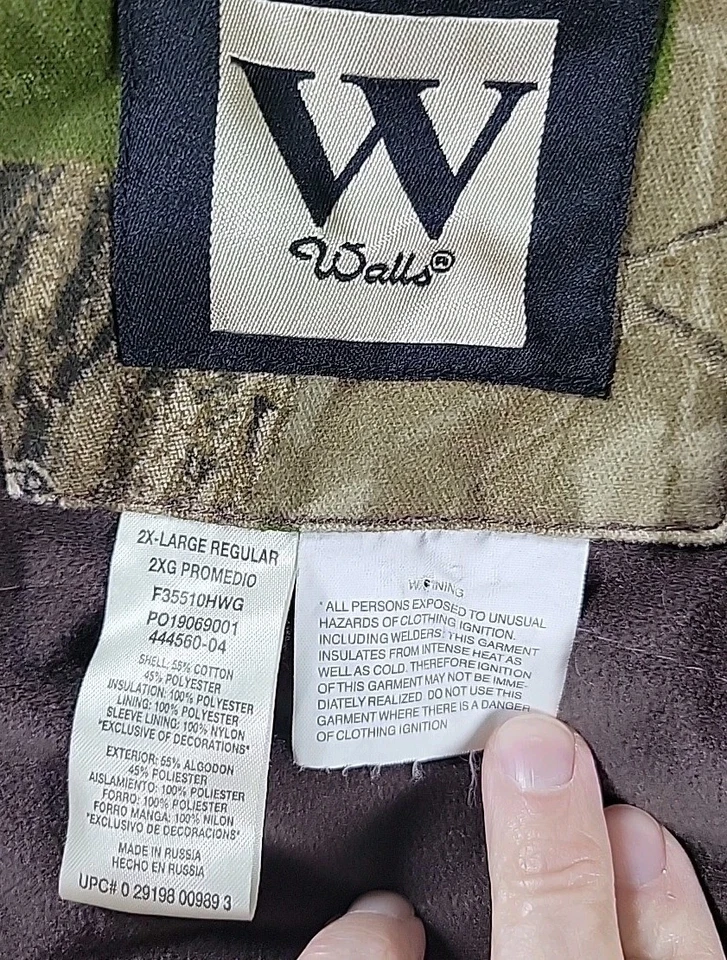 W
Walls®
2X-LARGE REGULAR
2XG PROMEDIO
F35510HWG
PO19069001
444560-04
SHELL: 55% COTTON
45% POLYESTER
INSULATION: 100% POLYESTER
LINING: 100% POLYESTER
SLEEVE LINING: 100% NYLON
*EXCLUSIVE OF DECORATIONS*
EXTERIOR: 55% ALGODON
45% POLIESTER
AISLAMIENTO: 100% POLIESTER
FORRO: 100% POLIESTER
FORRO MANGA: 100% NILON
*EXCLUSIVO DE DECORACIONS*
MADE IN RUSSIA
HECHO EN RUSSIA
UPC# 0 29198 00989 3
WARNING
* ALL PERSONS EXPOSED TO UNUSUAL
HAZARDS OF CLOTHING IGNITION.
INCLUDING WELDERS: THIS GARMENT
INSULATES FROM INTENSE HEAT AS
WELL AS COLD. THEREFORE IGNITION
OF THIS GARMENT MAY NOT BE IMME-
DIATELY REALIZED. DO NOT USE THIS
GARMENT WHERE THERE IS A DANGER
OF CLOTHING IGNITION